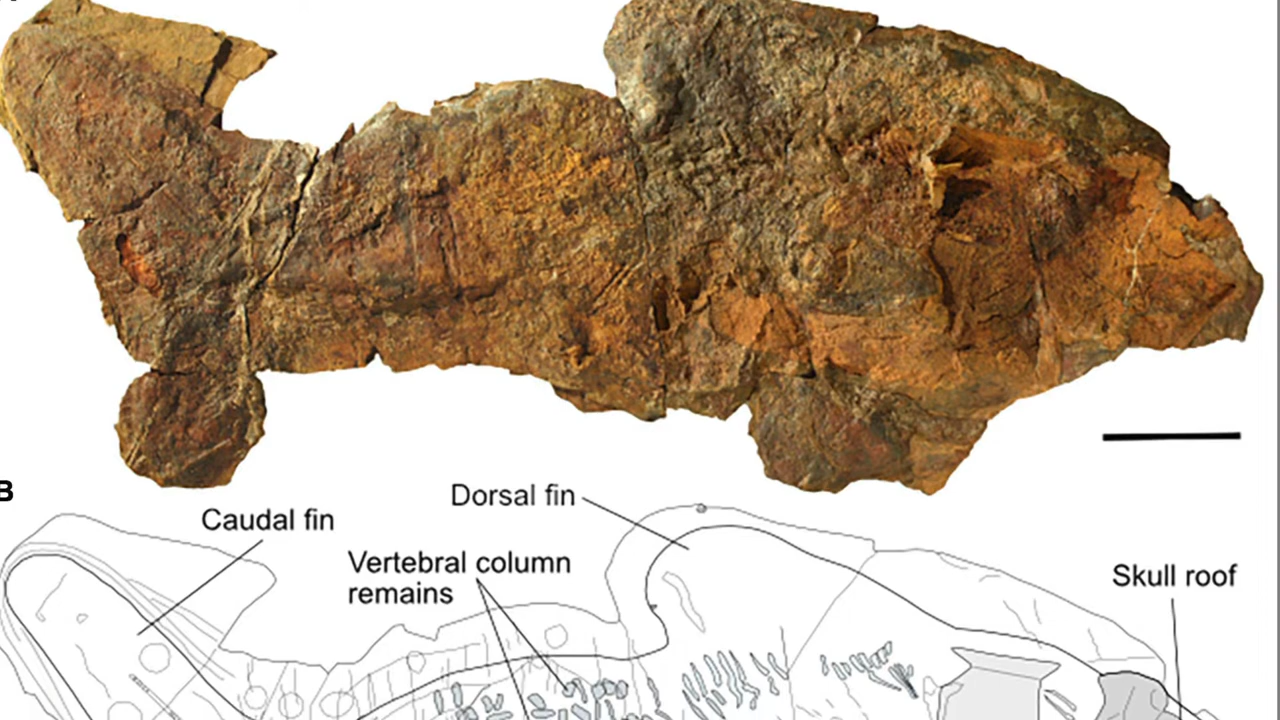 B
Dorsal fin
Caudal fin
Vertebral column
remains
Skull roof